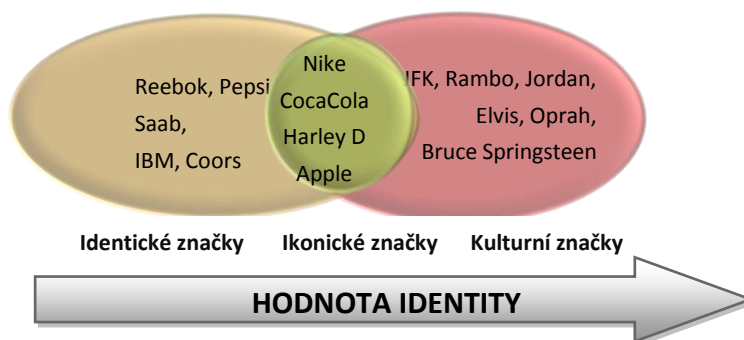 Reebok, Pepsi
Saab,
IBM, Coors
Nike
CocaCola
Harley D
Apple
JFK, Rambo, Jordan,
Elvis, Oprah,
Bruce Springsteen
Identické značky
Ikonické značky
Kulturní značky
HODNOTA IDENTITY